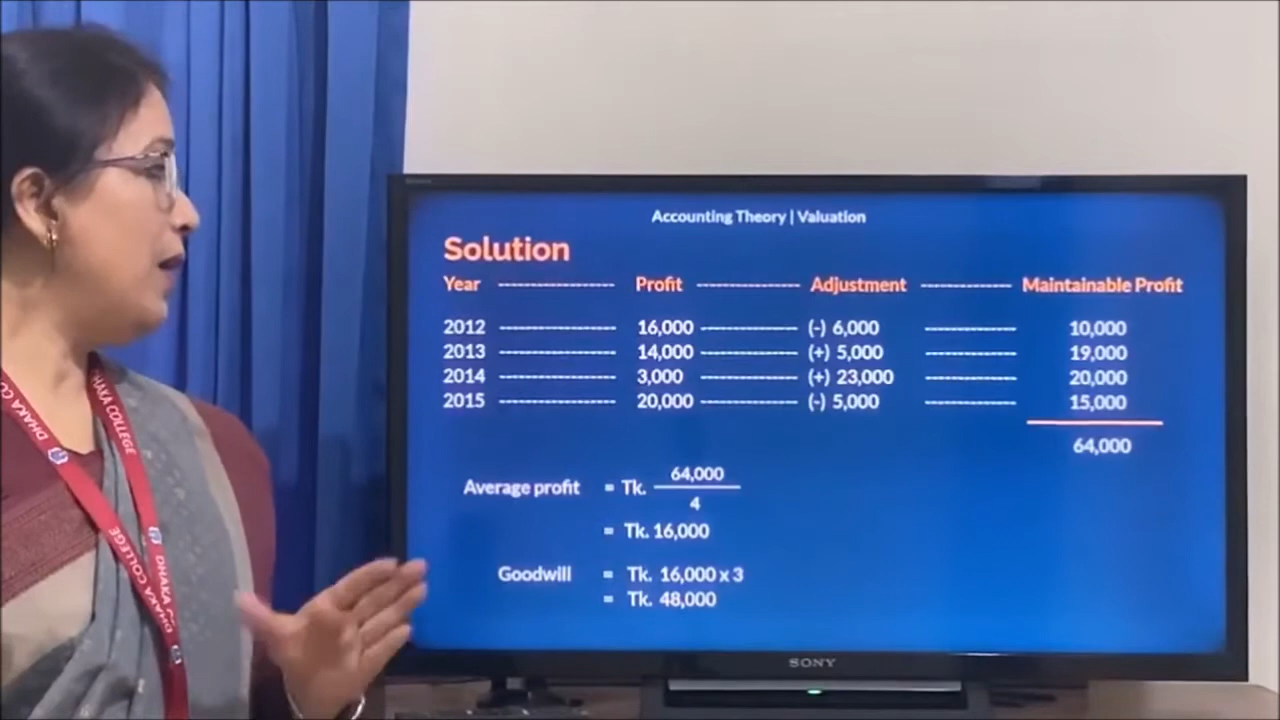 Accounting Theory | Valuation
Solution
Year ---------------- Profit ---------------- Adjustment ---------------- Maintainable Profit
2012 ---------------- 16,000 ---------------- (-) 6,000 ---------------- 10,000
2013 ---------------- 14,000 ---------------- (+) 5,000 ---------------- 19,000
2014 ---------------- 3,000 ---------------- (+) 23,000 ---------------- 20,000
2015 ---------------- 20,000 ---------------- (-) 5,000 ---------------- 15,000
64,000
Average profit = Tk. 64,000
4
= Tk. 16,000
Goodwill = Tk. 16,000 x 3
= Tk. 48,000
SONY
DHAKA
COLLEGE
DHAKA COLLEGE
DHAKA